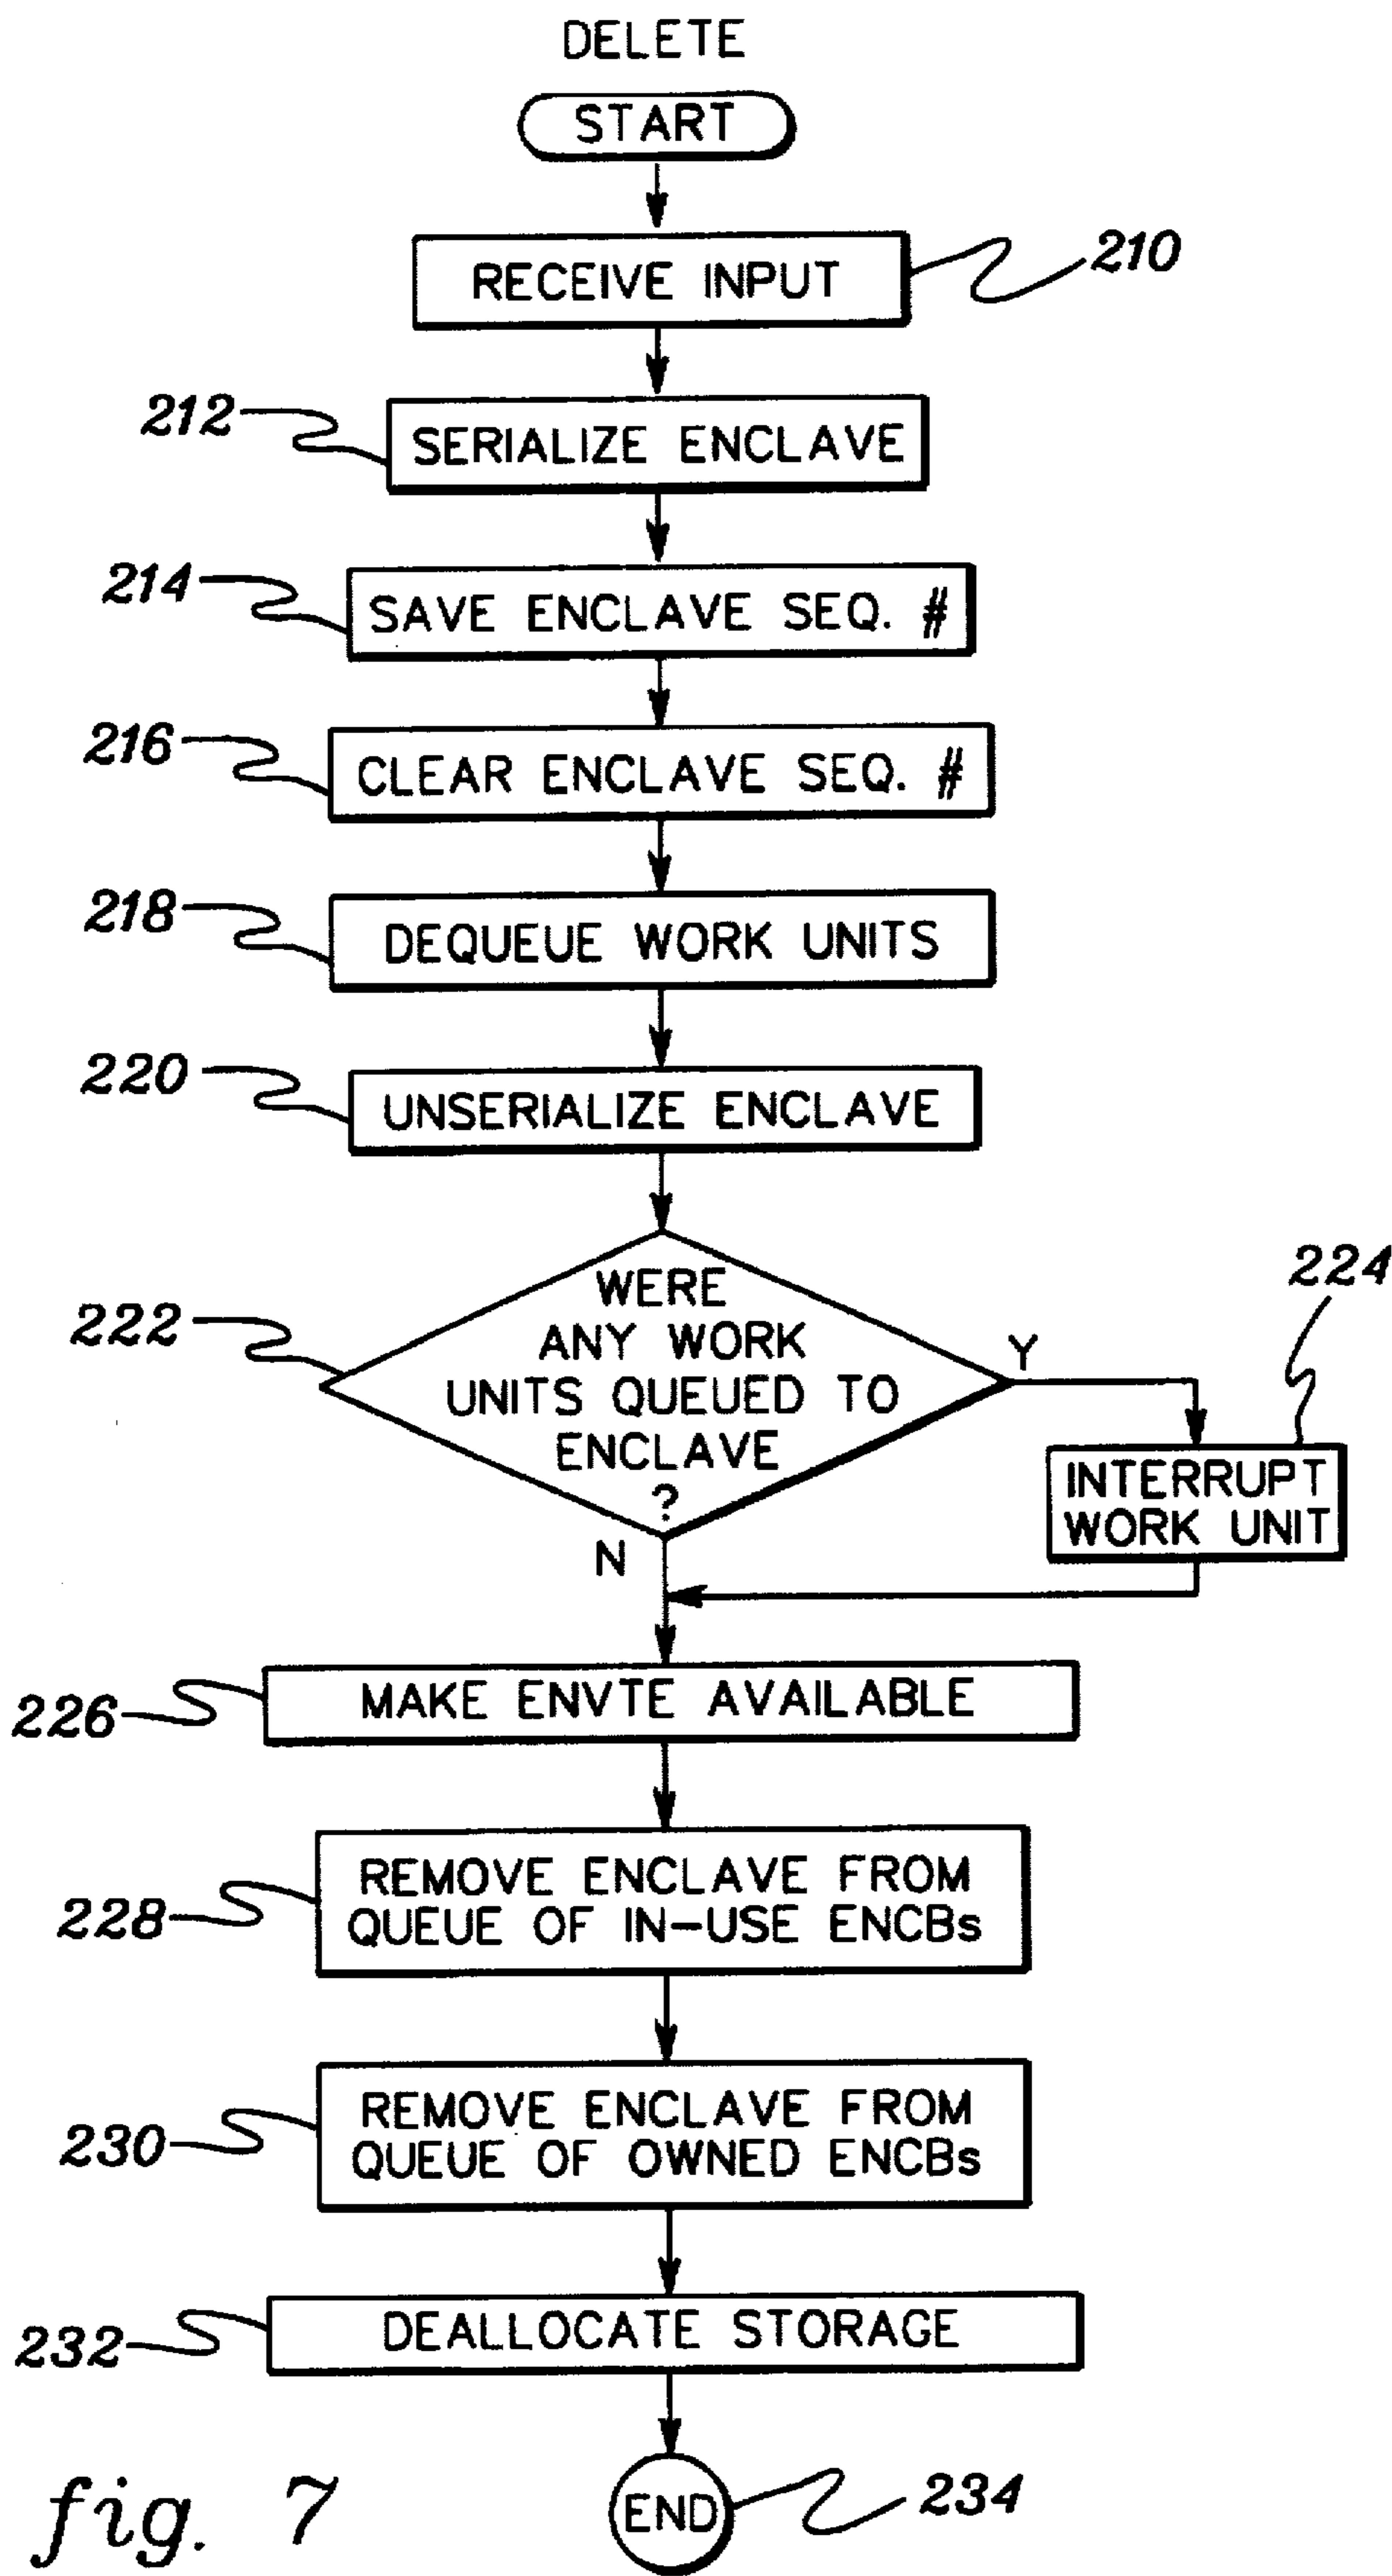 DELETE
START
RECEIVE INPUT
210
212
SERIALIZE ENCLAVE
214
SAVE ENCLAVE SEQ. #
216
CLEAR ENCLAVE SEQ. #
218
DEQUEUE WORK UNITS
220
UNSERIALIZE ENCLAVE
222
WERE
ANY WORK
UNITS QUEUED TO
ENCLAVE
?
Y
N
224
INTERRUPT
WORK UNIT
226
MAKE ENVTE AVAILABLE
228
REMOVE ENCLAVE FROM
QUEUE OF IN-USE ENCBs
230
REMOVE ENCLAVE FROM
QUEUE OF OWNED ENCBs
232
DEALLOCATE STORAGE
END
234
fig. 7